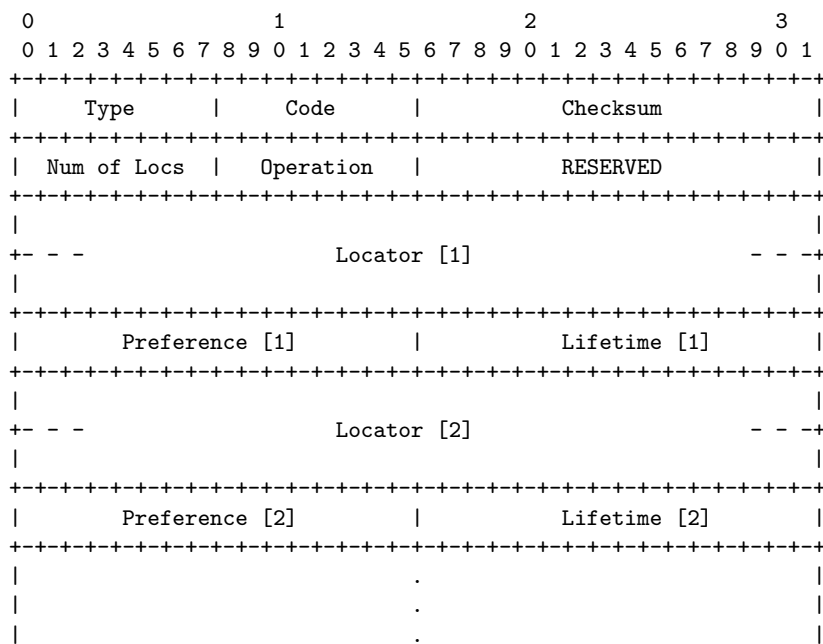 0                   1                   2                   3
0 1 2 3 4 5 6 7 8 9 0 1 2 3 4 5 6 7 8 9 0 1 2 3 4 5 6 7 8 9 0 1
+-+-+-+-+-+-+-+-+-+-+-+-+-+-+-+-+-+-+-+-+-+-+-+-+-+-+-+-+-+-+-+-+
|     Type      |     Code      |           Checksum            |
+-+-+-+-+-+-+-+-+-+-+-+-+-+-+-+-+-+-+-+-+-+-+-+-+-+-+-+-+-+-+-+-+
|  Num of Locs  |   Operation   |           RESERVED            |
+-+-+-+-+-+-+-+-+-+-+-+-+-+-+-+-+-+-+-+-+-+-+-+-+-+-+-+-+-+-+-+-+
|                                                               |
+- - -                    Locator [1]                      - - -+
|                                                               |
+-+-+-+-+-+-+-+-+-+-+-+-+-+-+-+-+-+-+-+-+-+-+-+-+-+-+-+-+-+-+-+-+
|        Preference [1]         |           Lifetime [1]        |
+-+-+-+-+-+-+-+-+-+-+-+-+-+-+-+-+-+-+-+-+-+-+-+-+-+-+-+-+-+-+-+-+
|                                                               |
+- - -                    Locator [2]                      - - -+
|                                                               |
+-+-+-+-+-+-+-+-+-+-+-+-+-+-+-+-+-+-+-+-+-+-+-+-+-+-+-+-+-+-+-+-+
|        Preference [2]         |           Lifetime [2]        |
+-+-+-+-+-+-+-+-+-+-+-+-+-+-+-+-+-+-+-+-+-+-+-+-+-+-+-+-+-+-+-+-+
|                               .                               |
|                               .                               |
|                               .                               |